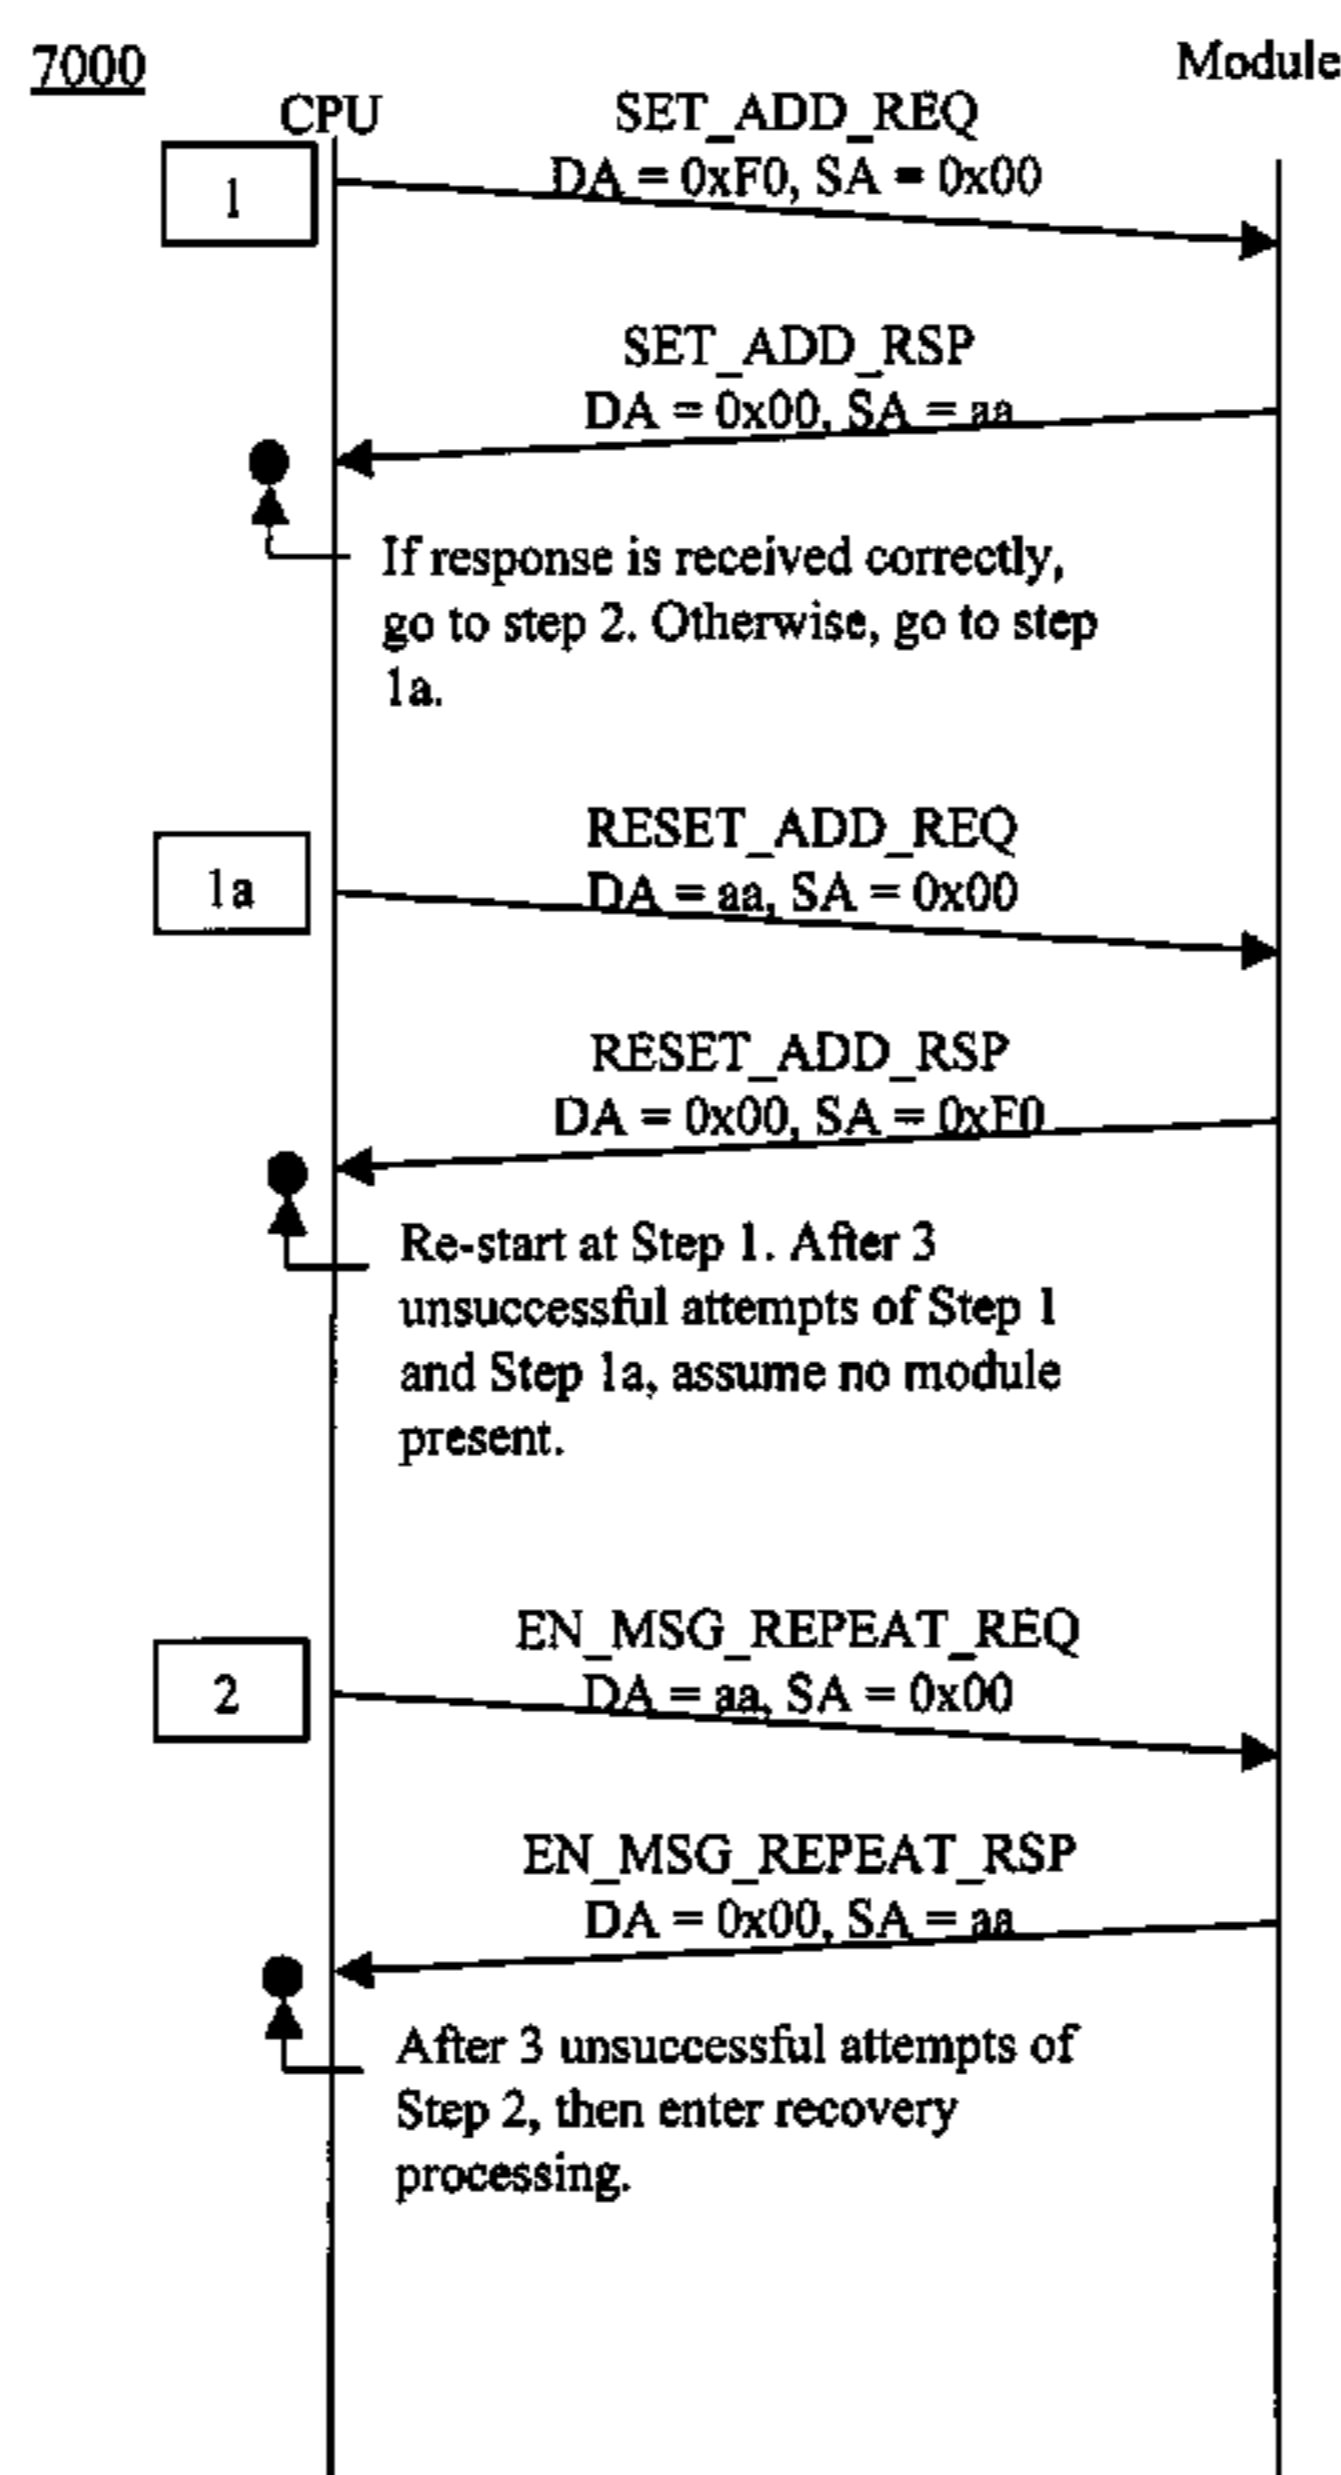 7000
Module
CPU
SET_ADD_REQ
1
DA = 0xF0, SA = 0x00
SET_ADD_RSP
DA = 0x00, SA = aa
If response is received correctly,
go to step 2. Otherwise, go to step
1a.
RESET_ADD_REQ
1a
DA = aa, SA = 0x00
RESET_ADD_RSP
DA = 0x00, SA = 0xF0
Re-start at Step 1. After 3
unsuccessful attempts of Step 1
and Step 1a, assume no module
present.
EN_MSG_REPEAT_REQ
2
DA = aa, SA = 0x00
EN_MSG_REPEAT_RSP
DA = 0x00, SA = aa
After 3 unsuccessful attempts of
Step 2, then enter recovery
processing.